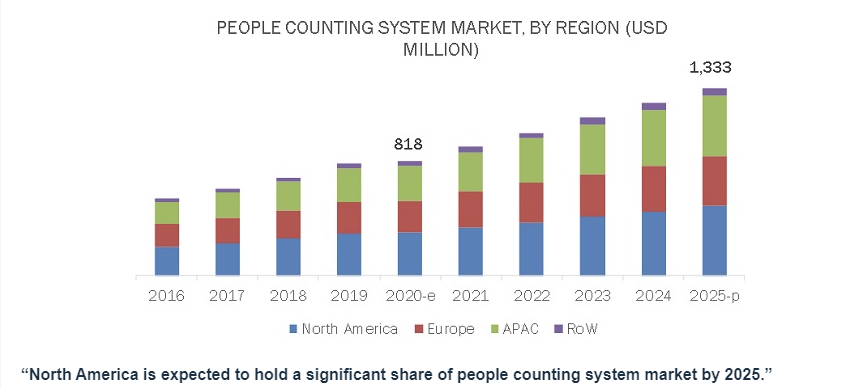 PEOPLE COUNTING SYSTEM MARKET, BY REGION (USD
MILLION)
1,333
818
2016 2017 2018 2019 2020-e 2021 2022 2023 2024 2025-p
North America Europe APAC RoW
“North America is expected to hold a significant share of people counting system market by 2025.”